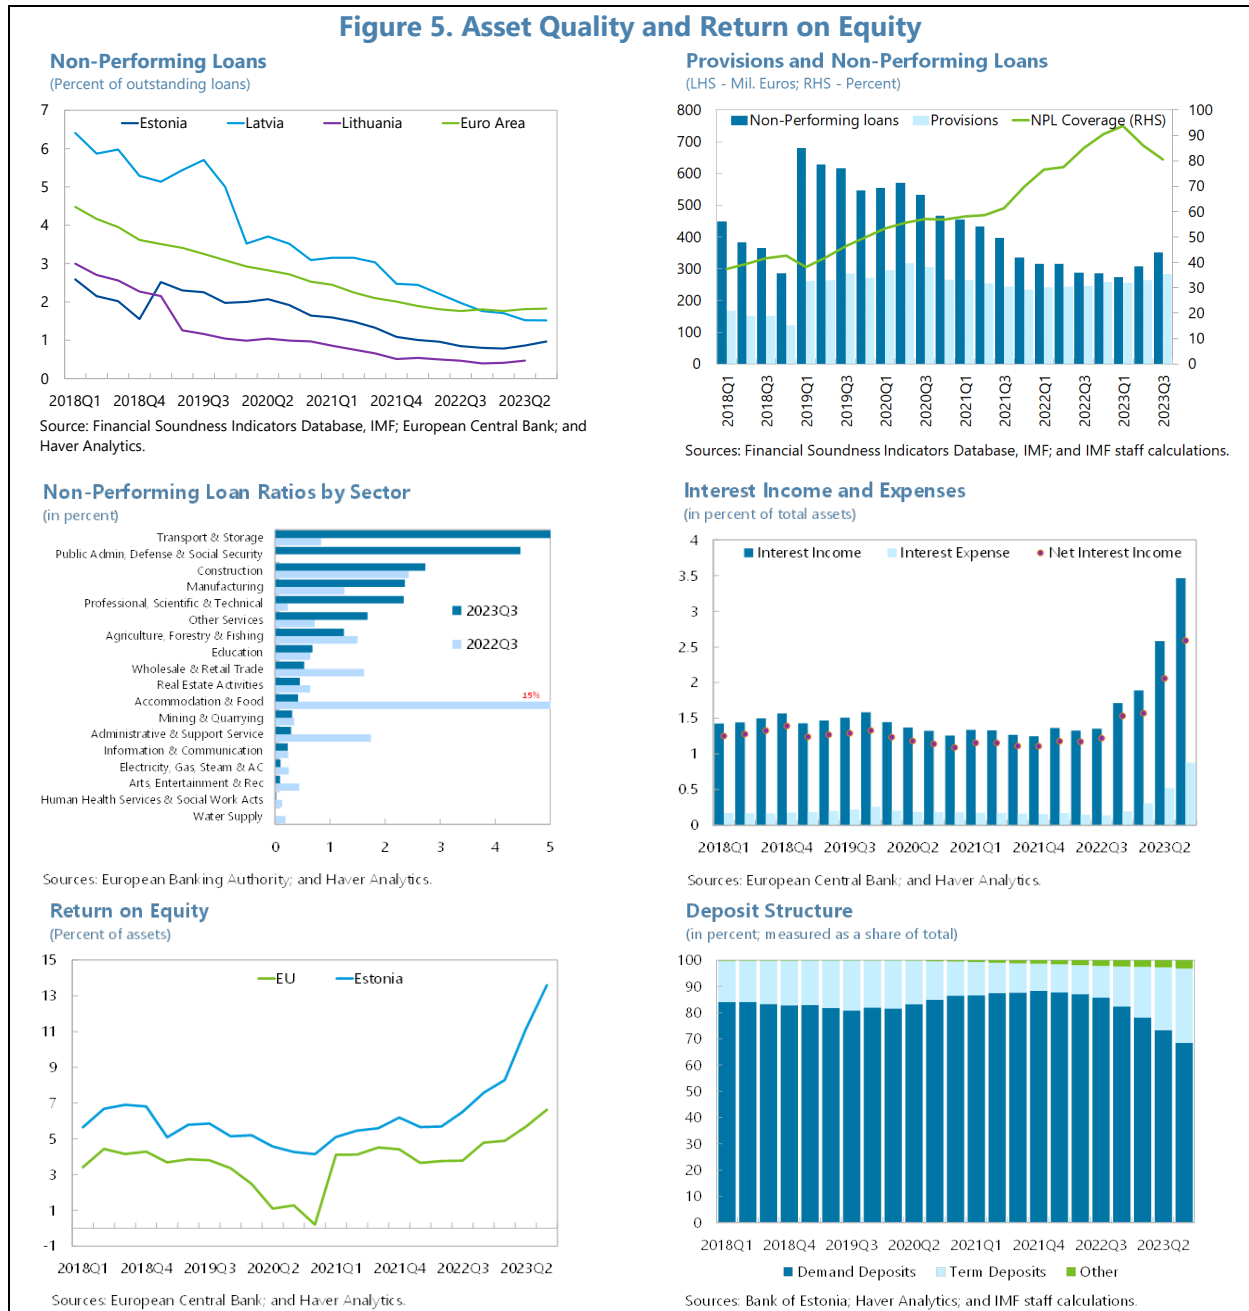 Figure 5. Asset Quality and Return on Equity
Non-Performing Loans
(Percent of outstanding loans)
7
6
5
4
3
2
1
0
Estonia Latvia Lithuania Euro Area
2018Q1 2018Q4 2019Q3 2020Q2 2021Q1 2021Q4 2022Q3 2023Q2
Source: Financial Soundness Indicators Database, IMF; European Central Bank; and
Haver Analytics.
Provisions and Non-Performing Loans
(LHS - Mil. Euros; RHS - Percent)
800
700
600
500
400
300
200
100
0
Non-Performing loans Provisions NPL Coverage (RHS)
100
90
80
70
60
50
40
30
20
10
0
2018Q1
2018Q3
2019Q1
2019Q3
2020Q1
2020Q3
2021Q1
2021Q3
2022Q1
2022Q3
2023Q1
2023Q3
Sources: Financial Soundness Indicators Database, IMF; and IMF staff calculations.
Non-Performing Loan Ratios by Sector
(in percent)
Transport & Storage
Public Admin, Defense & Social Security
Construction
Manufacturing
Professional, Scientific & Technical
Other Services
Agriculture, Forestry & Fishing
Education
Wholesale & Retail Trade
Real Estate Activities
Accommodation & Food
Mining & Quarrying
Administrative & Support Service
Information & Communication
Electricity, Gas, Steam & AC
Arts, Entertainment & Rec
Human Health Services & Social Work Acts
Water Supply
2023Q3
2022Q3
15%
0 1 2 3 4 5
Sources: European Banking Authority; and Haver Analytics.
Interest Income and Expenses
(in percent of total assets)
4
3.5
3
2.5
2
1.5
1
0.5
0
Interest Income Interest Expense Net Interest Income
2018Q1 2018Q4 2019Q3 2020Q2 2021Q1 2021Q4 2022Q3 2023Q2
Sources: European Central Bank; and Haver Analytics.
Return on Equity
(Percent of assets)
15
13
11
9
7
5
3
1
-1
EU Estonia
2018Q1 2018Q4 2019Q3 2020Q2 2021Q1 2021Q4 2022Q3 2023Q2
Sources: European Central Bank; and Haver Analytics.
Deposit Structure
(in percent; measured as a share of total)
100
90
80
70
60
50
40
30
20
10
0
2018Q1 2018Q4 2019Q3 2020Q2 2021Q1 2021Q4 2022Q3 2023Q2
Demand Deposits Term Deposits Other
Sources: Bank of Estonia; Haver Analytics; and IMF staff calculations.